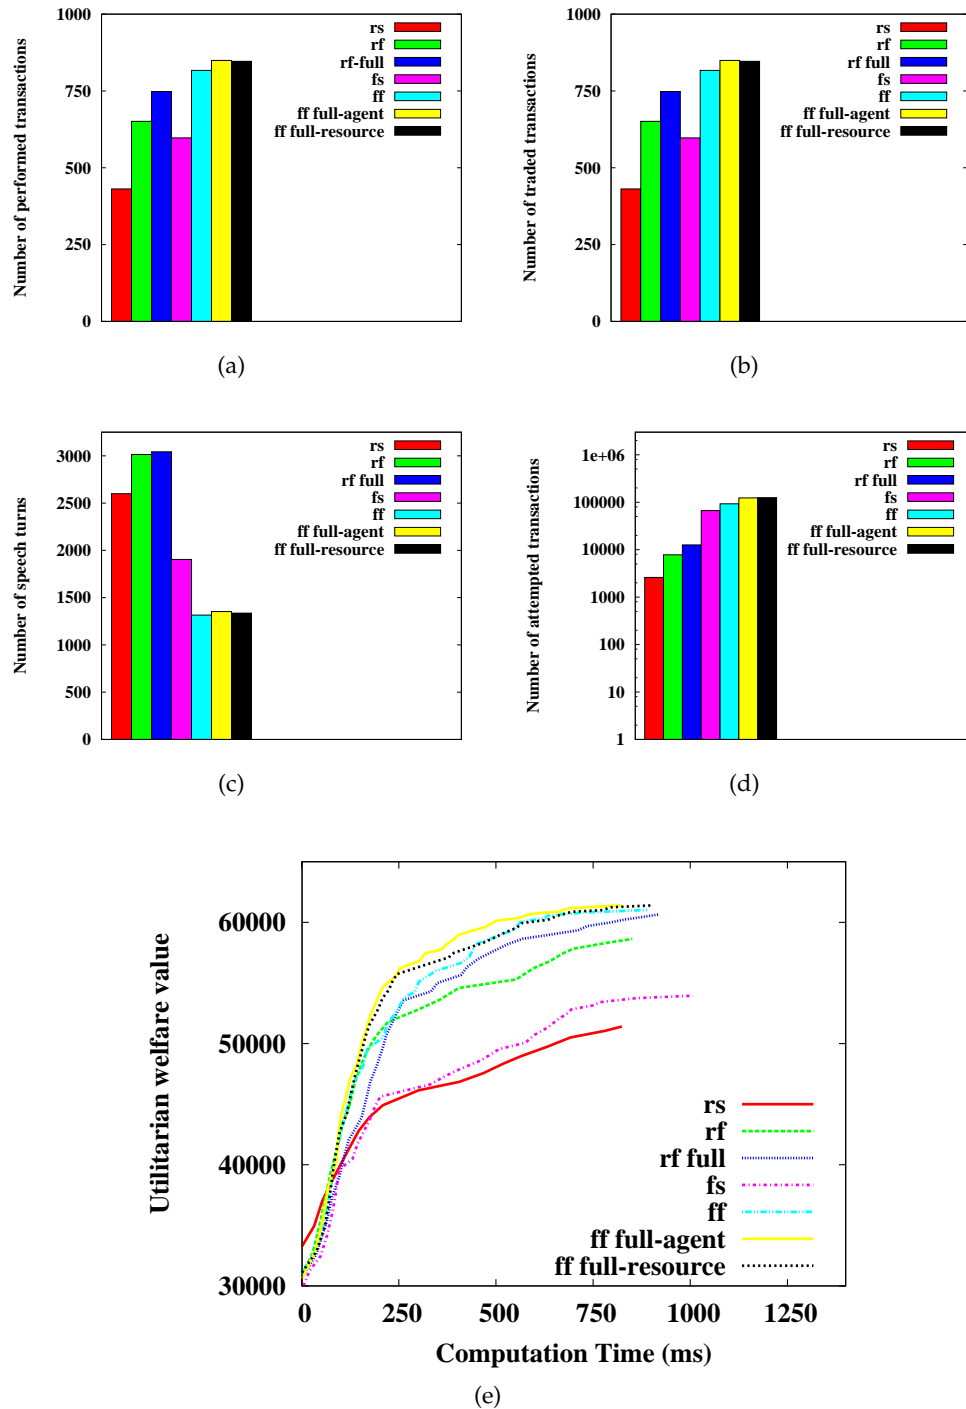 1000
750
500
250
0
Number of performed transactions
rs
rf
rf-full
fs
ff
ff full-agent
ff full-resource
(a)
1000
750
500
250
0
Number of traded transactions
rs
rf
rf full
fs
ff
ff full-agent
ff full-resource
(b)
3000
2500
2000
1500
1000
500
0
Number of speech turns
rs
rf
rf full
fs
ff
ff full-agent
ff full-resource
(c)
1e+06
100000
10000
1000
100
10
1
Number of attempted transactions
rs
rf
rf full
fs
ff
ff full-agent
ff full-resource
(d)
60000
50000
40000
30000
Utilitarian welfare value
rs
rf
rf full
fs
ff
ff full-agent
ff full-resource
0 250 500 750 1000 1250
Computation Time (ms)
(e)